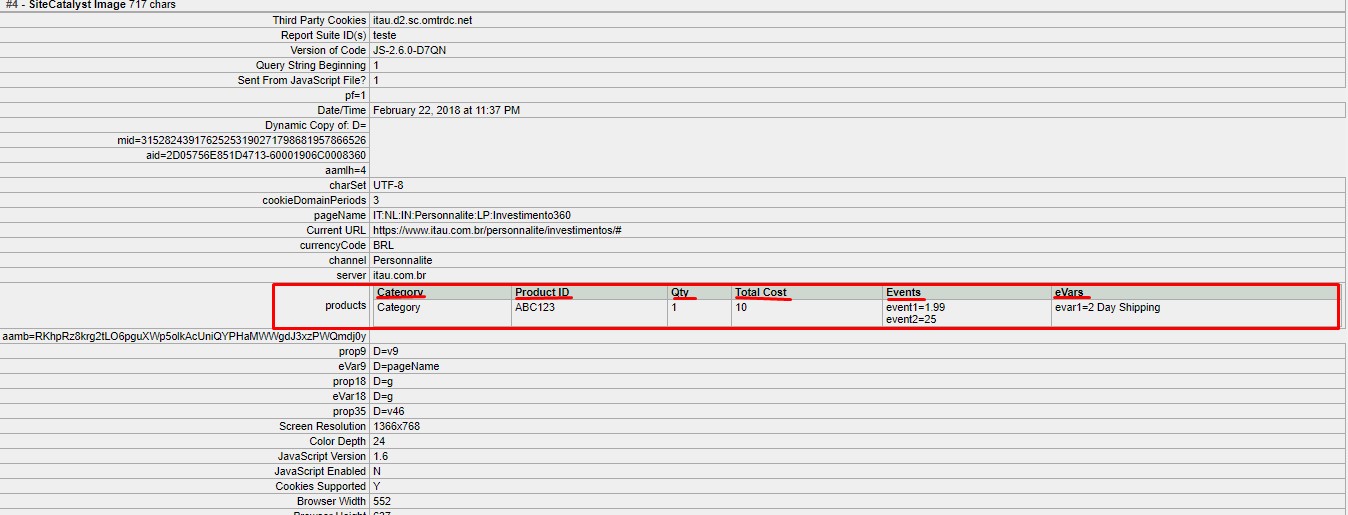 #4 - SiteCatalyst Image 717 chars
Third Party Cookies itau.d2.sc.omtrdc.net
Report Suite ID(s) teste
Version of Code JS-2.6.0-D7QN
Query String Beginning 1
Sent From JavaScript File? 1
pf=1
Date/Time February 22, 2018 at 11:37 PM
Dynamic Copy of: D=
mid=31528243917625253190271798681957866526
aid=2D05756E851D4713-60001906C0008360
aamlh=4
charSet UTF-8
cookieDomainPeriods 3
pageName IT:NL:IN:Personnalite:LP:Investimento360
Current URL https://www.itau.com.br/personnalite/investimentos/#
currencyCode BRL
channel Personnalite
server itau.com.br
Category Product ID Qty Total Cost Events eVars
products Category ABC123 1 10 event1=1.99 evar1=2 Day Shipping
event2=25
aamb=RKhpRz8krg2tLO6pguXWp5olkAcUniQYPHaMWWgdJ3xzPWQmdj0y
prop9 D=v9
eVar9 D=pageName
prop18 D=g
eVar18 D=g
prop35 D=v46
Screen Resolution 1366x768
Color Depth 24
JavaScript Version 1.6
JavaScript Enabled N
Cookies Supported Y
Browser Width 552
Browser Height 637